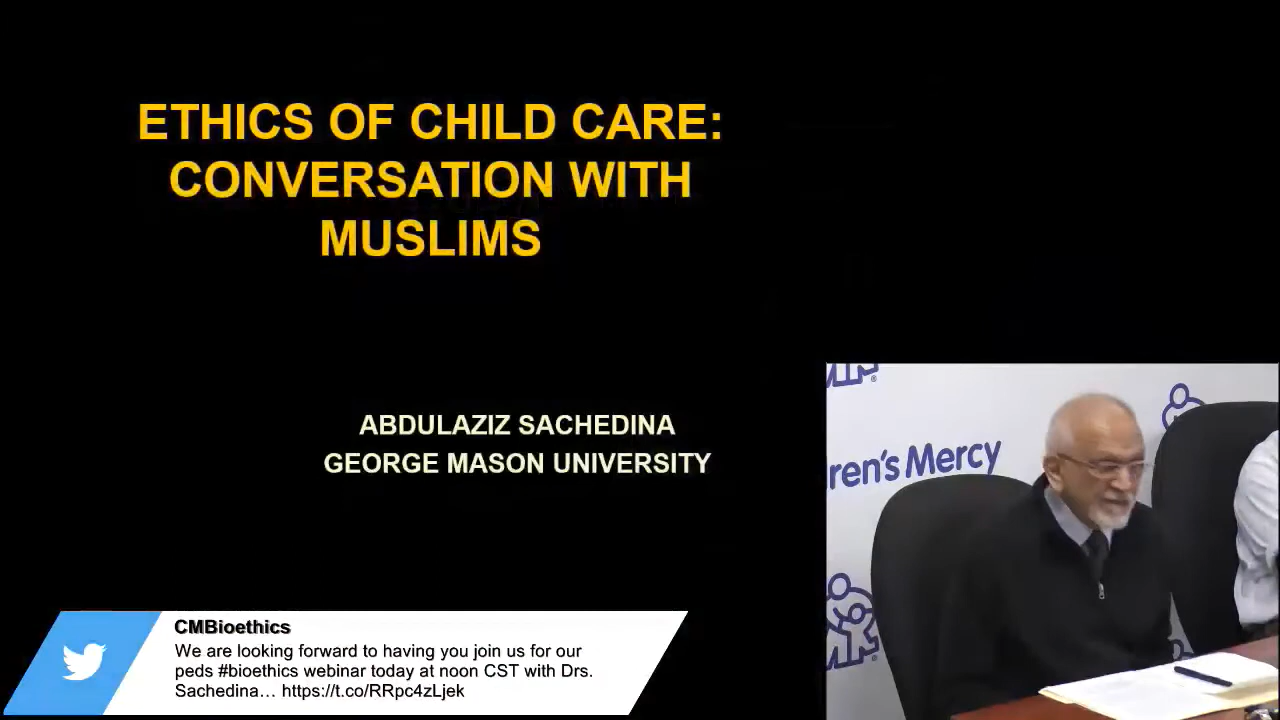 ETHICS OF CHILD CARE:
CONVERSATION WITH
MUSLIMS
ABDULAZIZ SACHEDINA
GEORGE MASON UNIVERSITY
ren's Mercy
CMBioethics
We are looking forward to having you join us for our
peds #bioethics webinar today at noon CST with Drs.
Sachedina… https://t.co/RRpc4zLjek